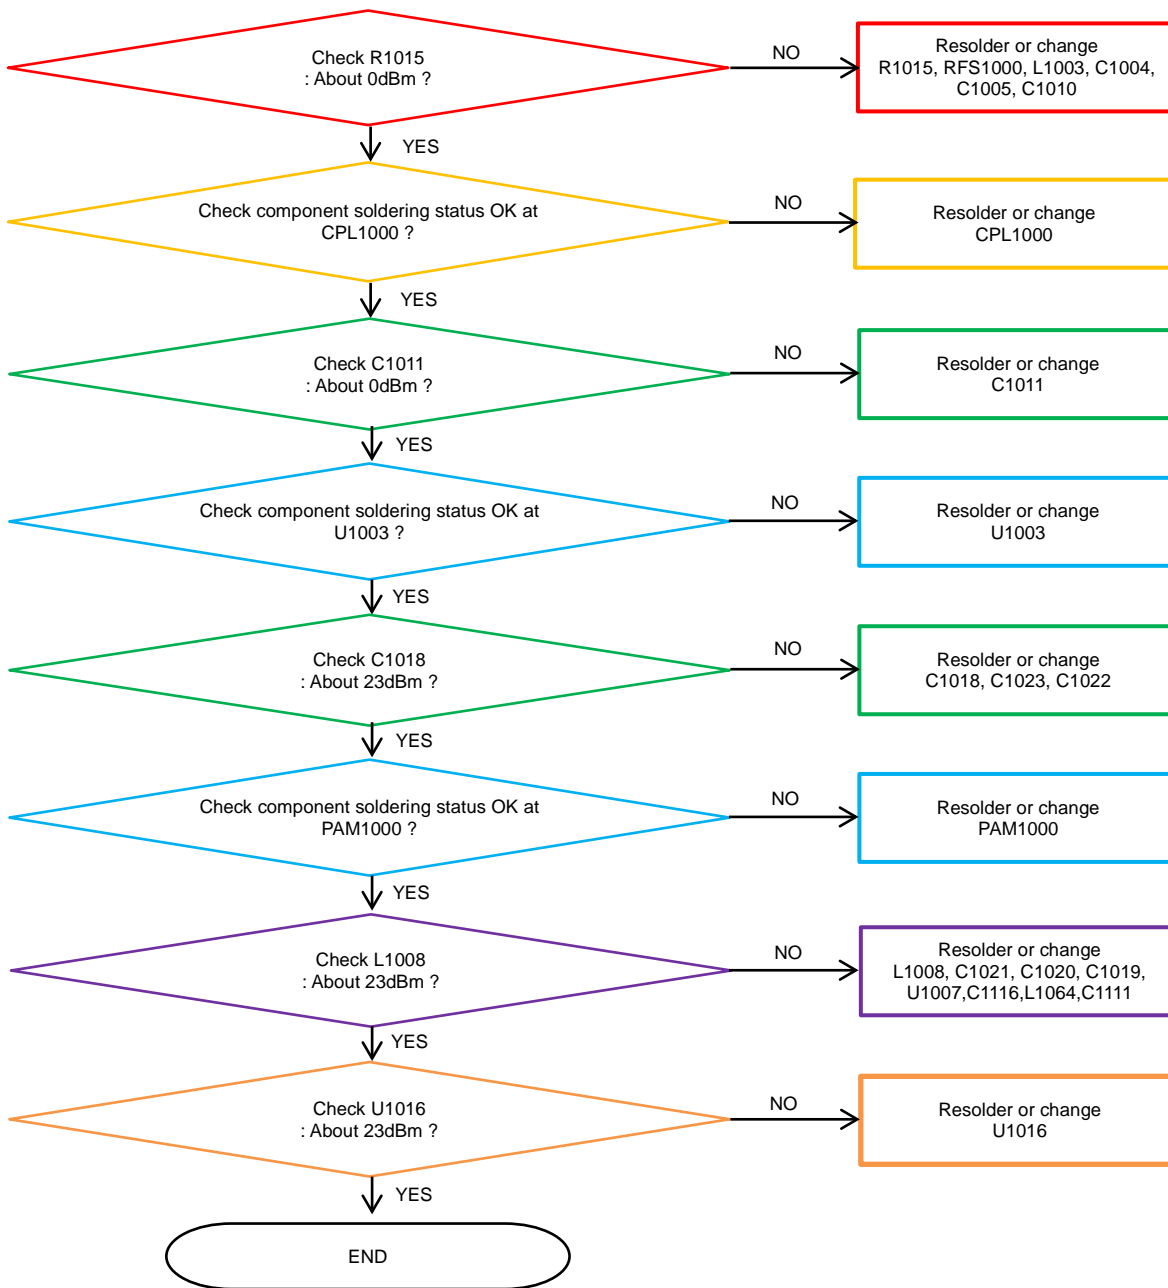 Check R1015
: About 0dBm ?
NO
Resolder or change
R1015, RFS1000, L1003, C1004,
C1005, C1010
YES
Check component soldering status OK at
CPL1000 ?
NO
Resolder or change
CPL1000
YES
Check C1011
: About 0dBm ?
NO
Resolder or change
C1011
YES
Check component soldering status OK at
U1003 ?
NO
Resolder or change
U1003
YES
Check C1018
: About 23dBm ?
NO
Resolder or change
C1018, C1023, C1022
YES
Check component soldering status OK at
PAM1000 ?
NO
Resolder or change
PAM1000
YES
Check L1008
: About 23dBm ?
NO
Resolder or change
L1008, C1021, C1020, C1019,
U1007,C1116,L1064,C1111
YES
Check U1016
: About 23dBm ?
NO
Resolder or change
U1016
YES
END